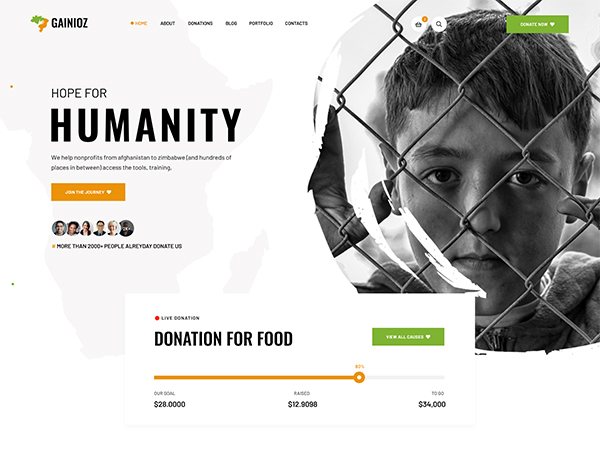 GAINIOZ
HOME ABOUT DONATIONS BLOG PORTFOLIO CONTACTS
DONATE NOW
HOPE FOR
HUMANITY
We help nonprofits from afghanistan to zimbabwe (and hundreds of
places in between) access the tools, training,
JOIN THE JOURNEY
# MORE THAN 2000+ PEOPLE ALREYDAY DONATE US
LIVE DONATION
DONATION FOR FOOD
VIEW ALL CAUSES
80%
OUR GOAL RAISED TO GO
$28.0000 $12.9098 $34,000